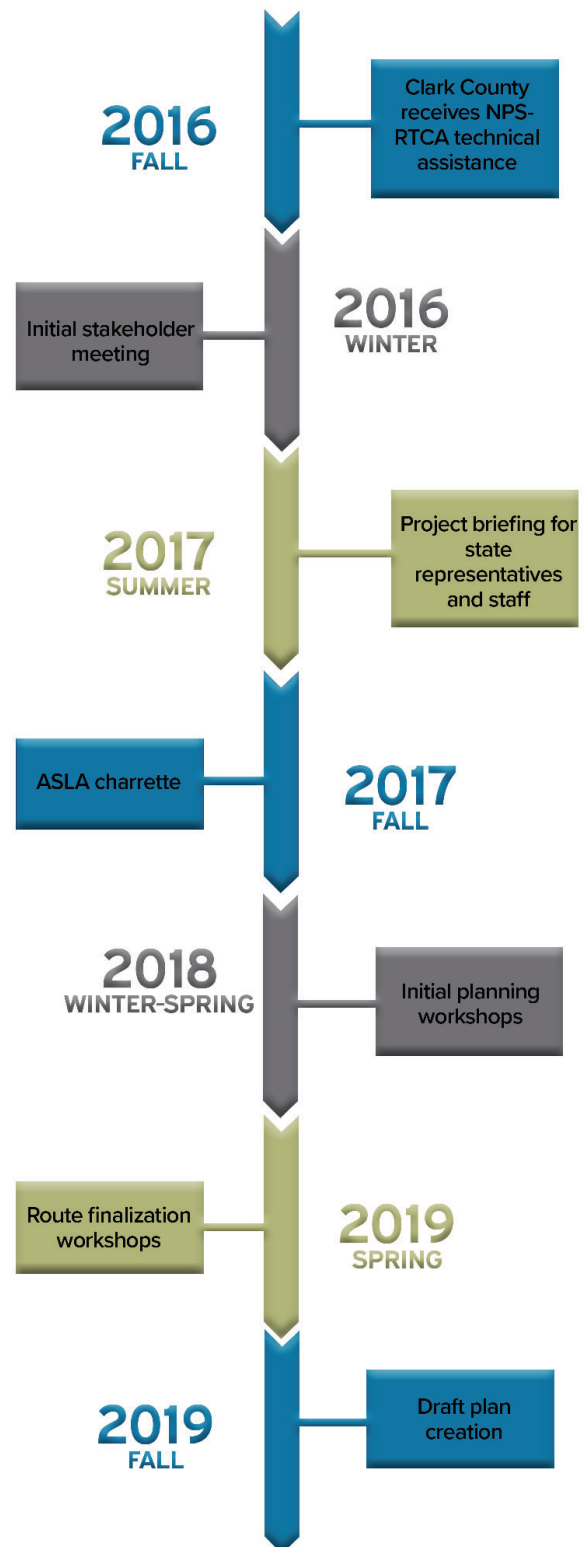 2016
FALL
Clark County
receives NPS-
RTCA technical
assistance
Initial stakeholder
meeting
2016
WINTER
2017
SUMMER
Project briefing for
state
representatives
and staff
ASLA charrette
2017
FALL
2018
WINTER-SPRING
Initial planning
workshops
Route finalization
workshops
2019
SPRING
2019
FALL
Draft plan
creation